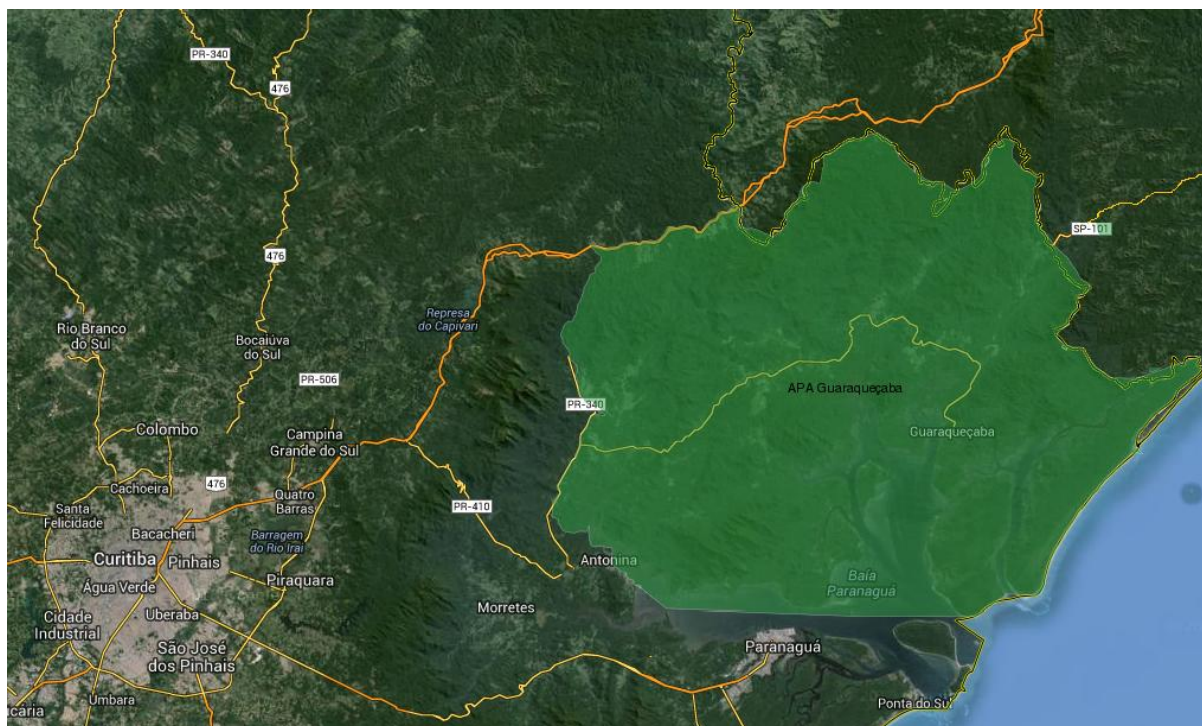 PR-340
476
476
SP-101
Represa
do Capivari
Rio Branco
do Sul
Bocaiúva
do Sul
PR-506
APA Guaraqueçaba
PR-340
Guaraqueçaba
Colombo
Campina
Grande do Sul
Cachoeira
476
Quatro
Barras
Santa
Felicidade
PR-410
Bacacheri
Barragem
do Rio Iraí
Curitiba
Pinhais
Antonina
Água Verde
Piraquara
Baía
Paranaguá
Cidade
Industrial
Uberaba
Morretes
São José
dos Pinhais
Paranaguá
Umbara
Ponta do Sul